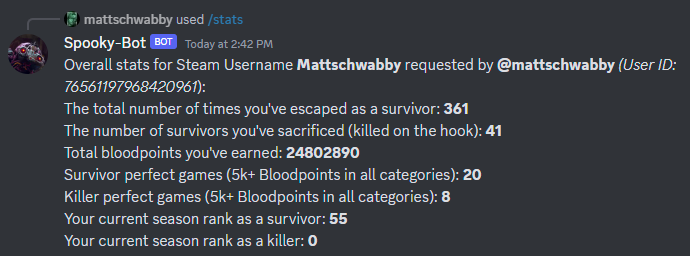 mattschwabby used /stats
Spooky-Bot BOT Today at 2:42 PM
Overall stats for Steam Username Mattschwabby requested by @mattschwabby (User ID:
76561197968420961):
The total number of times you've escaped as a survivor: 361
The number of survivors you've sacrificed (killed on the hook): 41
Total bloodpoints you've earned: 24802890
Survivor perfect games (5k+ Bloodpoints in all categories): 20
Killer perfect games (5k+ Bloodpoints in all categories): 8
Your current season rank as a survivor: 55
Your current season rank as a killer: 0